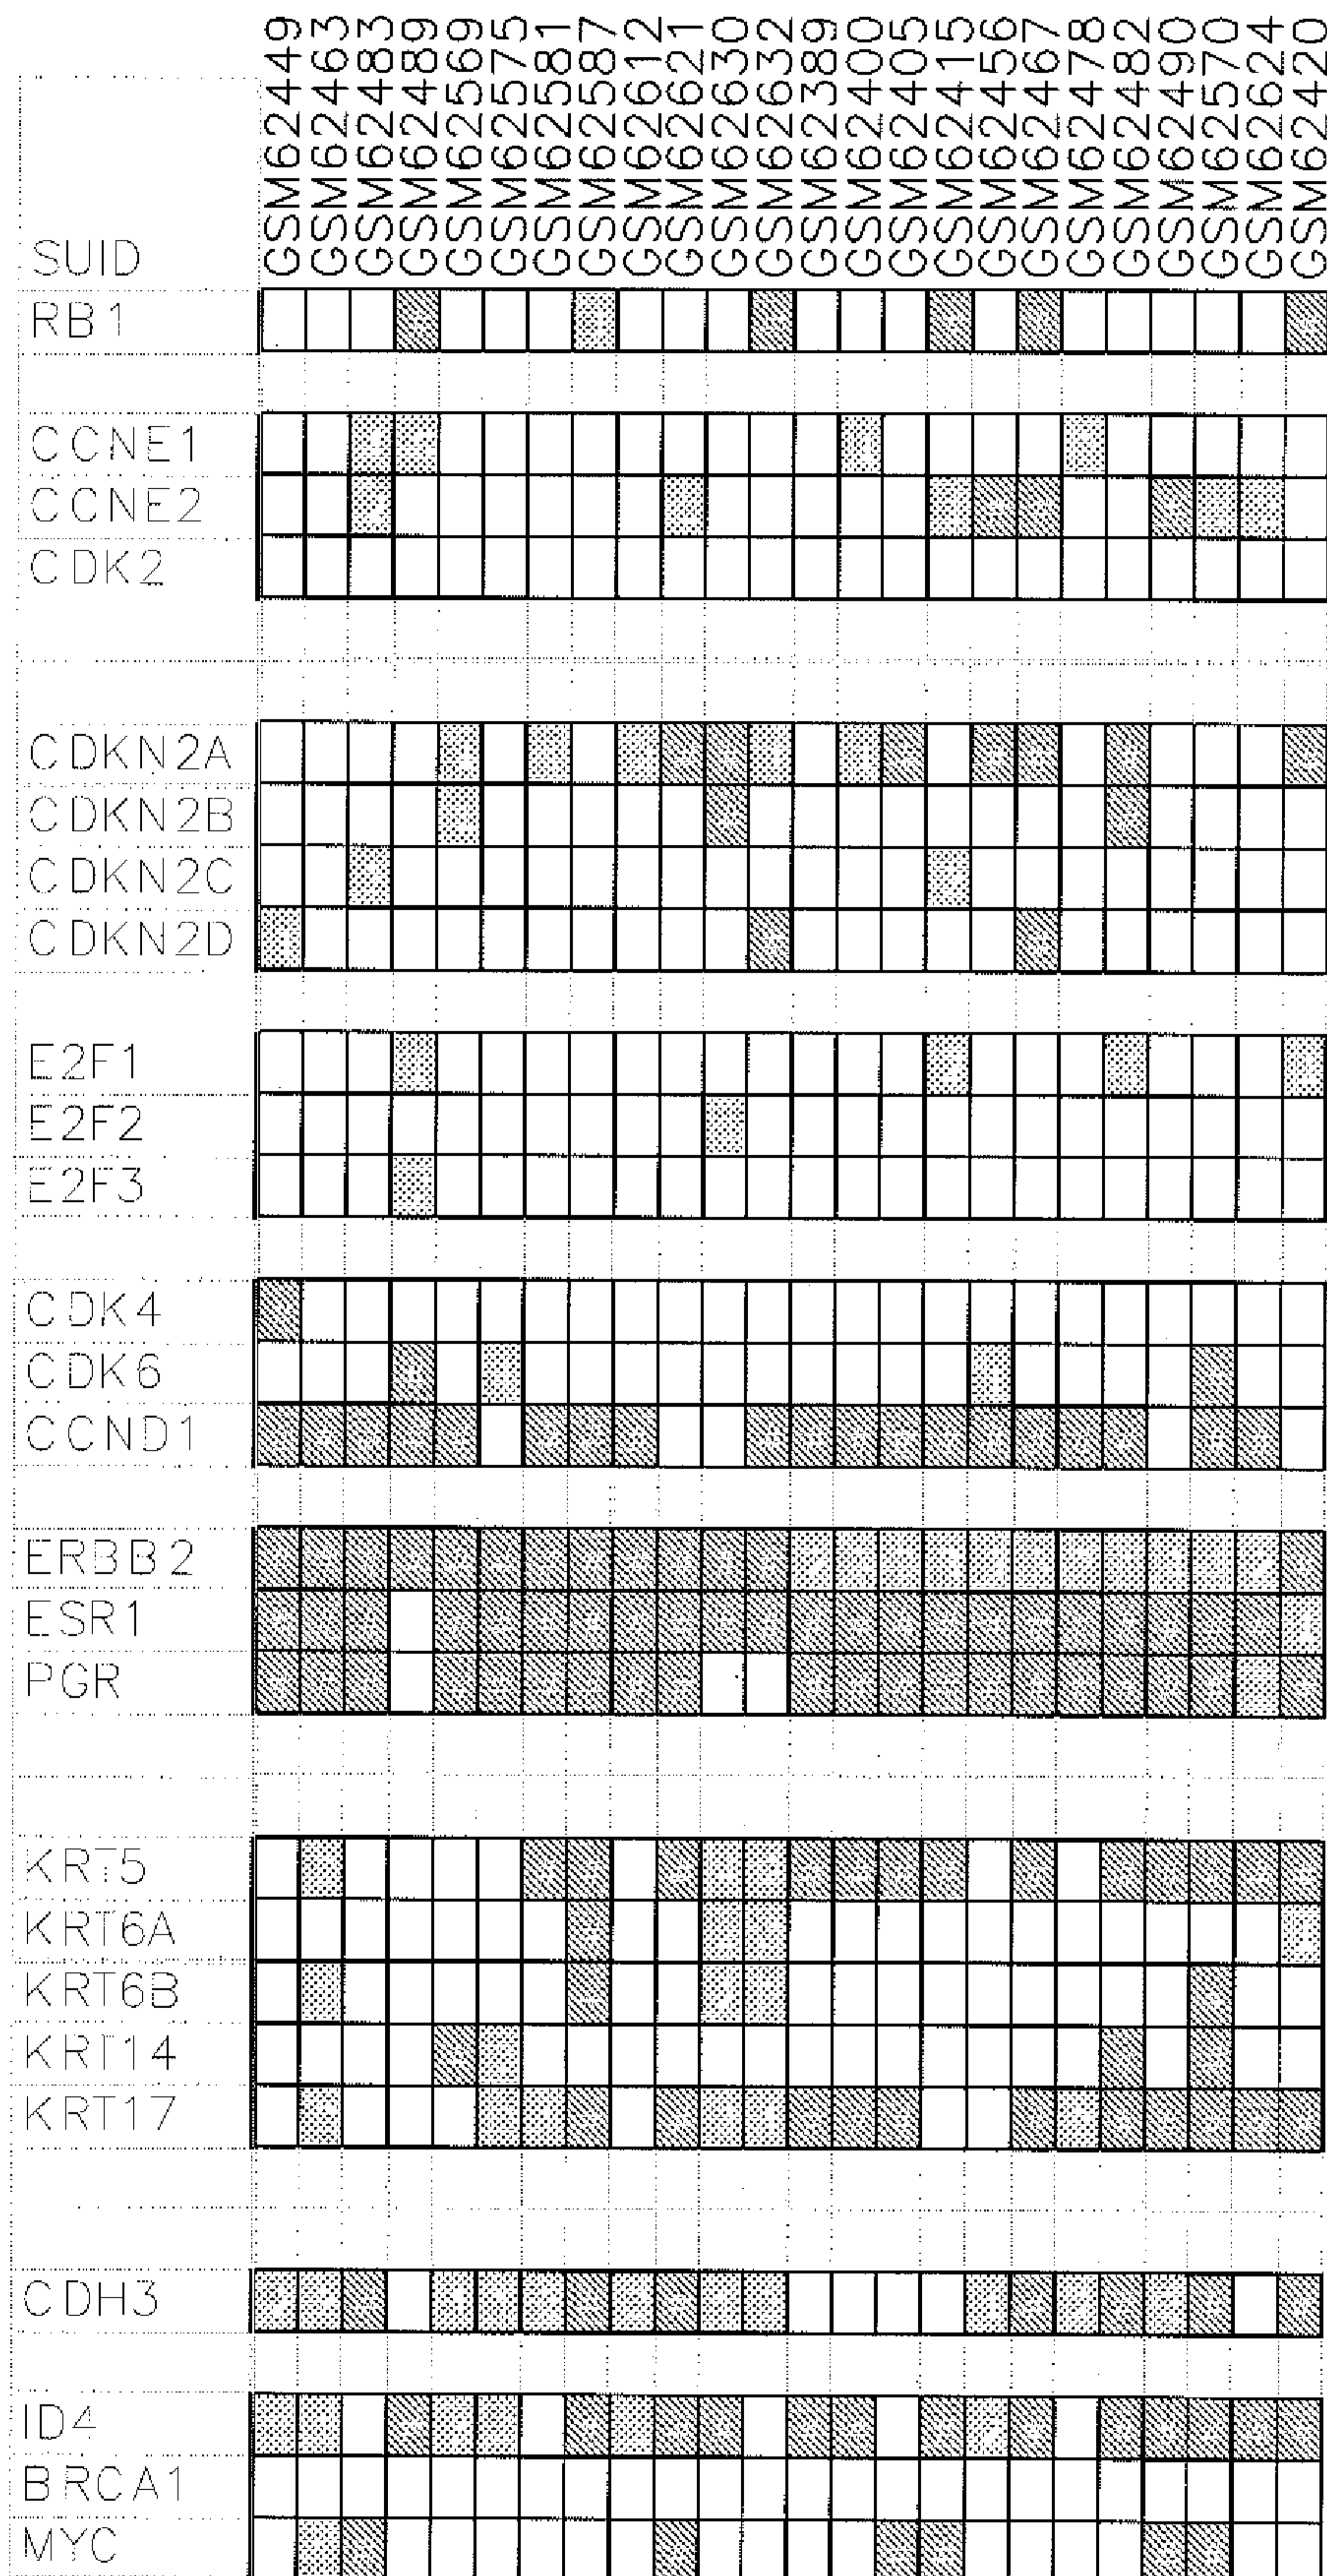 SUID GSM62449 GSM62463 GSM62483 GSM62489 GSM62569 GSM62575 GSM62581 GSM62587 GSM62612 GSM62621 GSM62630 GSM62632 GSM62389 GSM62400 GSM62405 GSM62415 GSM62456 GSM62467 GSM62478 GSM62482 GSM62490 GSM62570 GSM62624 GSM62420
RB1
CCNE1
CCNE2
CDK2
CDKN2A
CDKN2B
CDKN2C
CDKN2D
E2F1
E2F2
E2F3
CDK4
CDK6
CCND1
ERBB2
ESR1
PGR
KRT5
KRT6A
KRT6B
KRT14
KRT17
CDH3
ID4
BRCA1
MYC